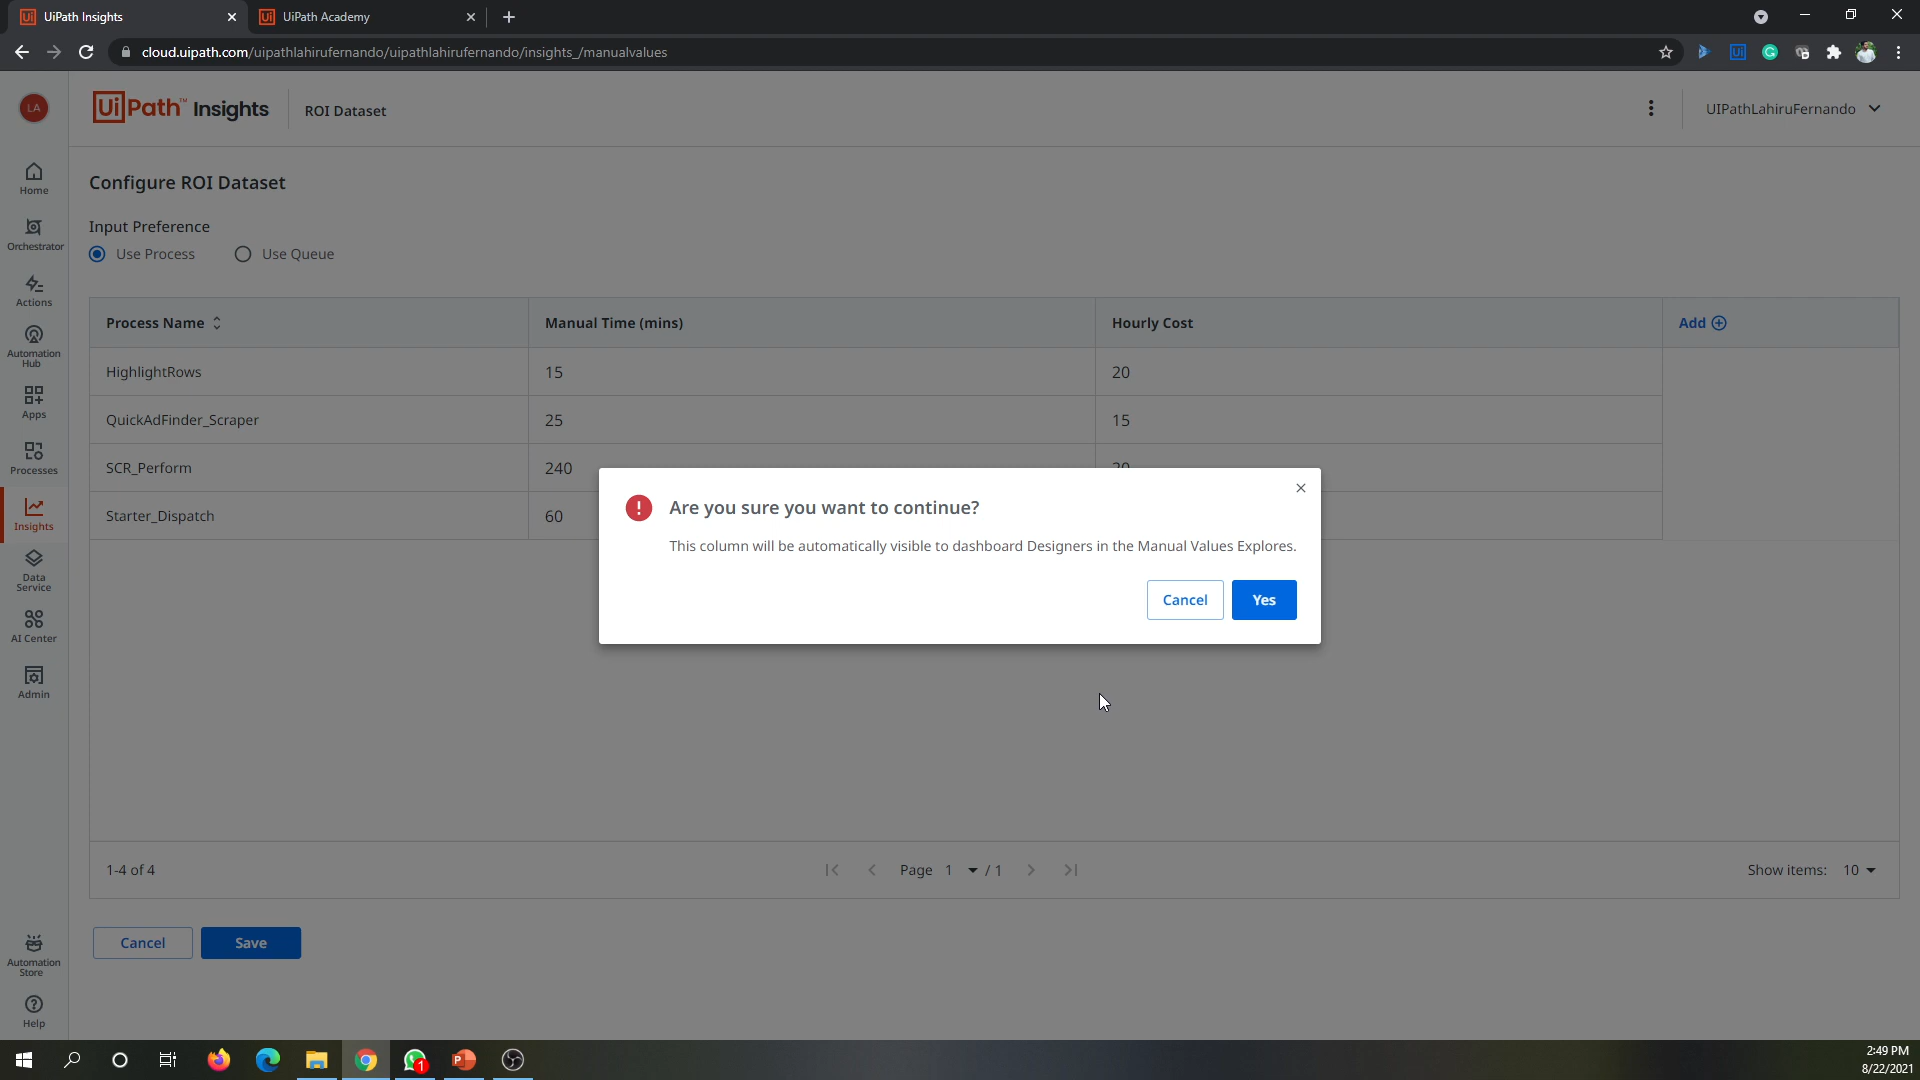 UiPath Insights
UiPath Academy
cloud.uipath.com/uipathlahirufernando/uipathlahirufernando/insights_/manualvalues
LA
UiPath™ Insights
ROI Dataset
UIPathLahiruFernando
Home
Orchestrator
Actions
Automation
Hub
Apps
Processes
Insights
Data
Service
AI Center
Admin
Automation
Store
Help
Configure ROI Dataset
Input Preference
Use Process
Use Queue
Process Name
Manual Time (mins)
Hourly Cost
Add
HighlightRows
15
20
QuickAdFinder_Scraper
25
15
SCR_Perform
240
Starter_Dispatch
60
Are you sure you want to continue?
This column will be automatically visible to dashboard Designers in the Manual Values Explores.
Cancel
Yes
1-4 of 4
Page 1 / 1
Show items: 10
Cancel
Save
1
2:49 PM
8/22/2021